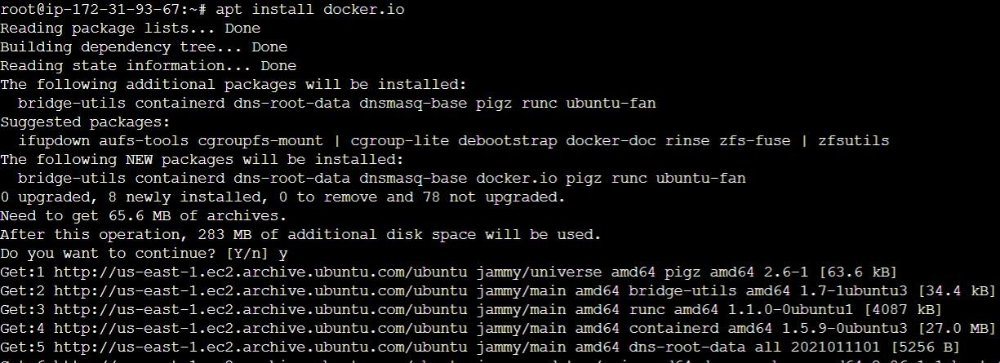 root@ip-172-31-93-67:~# apt install docker.io
Reading package lists... Done
Building dependency tree... Done
Reading state information... Done
The following additional packages will be installed:
  bridge-utils containerd dns-root-data dnsmasq-base pigz runc ubuntu-fan
Suggested packages:
  ifupdown aufs-tools cgroupfs-mount | cgroup-lite debootstrap docker-doc rinse zfs-fuse | zfsutils
The following NEW packages will be installed:
  bridge-utils containerd dns-root-data dnsmasq-base docker.io pigz runc ubuntu-fan
0 upgraded, 8 newly installed, 0 to remove and 78 not upgraded.
Need to get 65.6 MB of archives.
After this operation, 283 MB of additional disk space will be used.
Do you want to continue? [Y/n] y
Get:1 http://us-east-1.ec2.archive.ubuntu.com/ubuntu jammy/universe amd64 pigz amd64 2.6-1 [63.6 kB]
Get:2 http://us-east-1.ec2.archive.ubuntu.com/ubuntu jammy/main amd64 bridge-utils amd64 1.7-1ubuntu3 [34.4 kB]
Get:3 http://us-east-1.ec2.archive.ubuntu.com/ubuntu jammy/main amd64 runc amd64 1.1.0-0ubuntu1 [4087 kB]
Get:4 http://us-east-1.ec2.archive.ubuntu.com/ubuntu jammy/main amd64 containerd amd64 1.5.9-0ubuntu3 [27.0 MB]
Get:5 http://us-east-1.ec2.archive.ubuntu.com/ubuntu jammy/main amd64 dns-root-data all 2021011101 [5256 B]